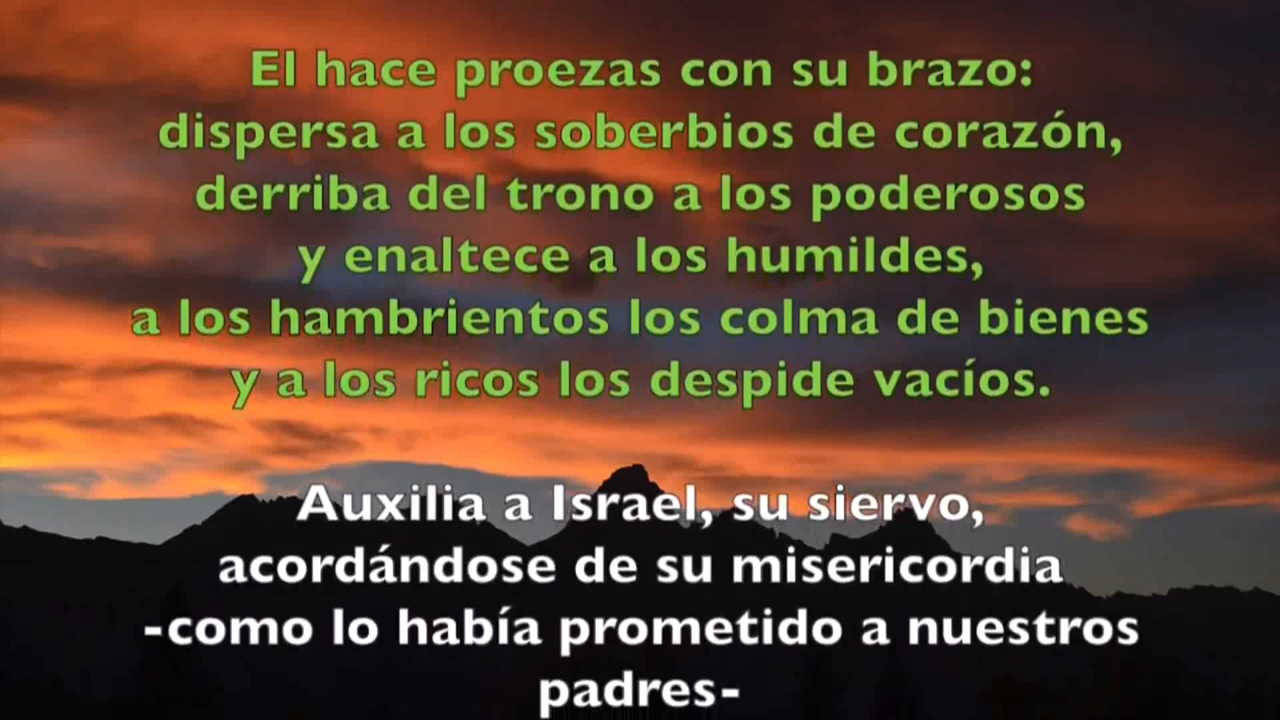 El hace proezas con su brazo:
dispersa a los soberbios de corazón,
derriba del trono a los poderosos
y enaltece a los humildes,
a los hambrientos los colma de bienes
y a los ricos los despide vacíos.
Auxilia a Israel, su siervo,
acordándose de su misericordia
-como lo había prometido a nuestros
padres-